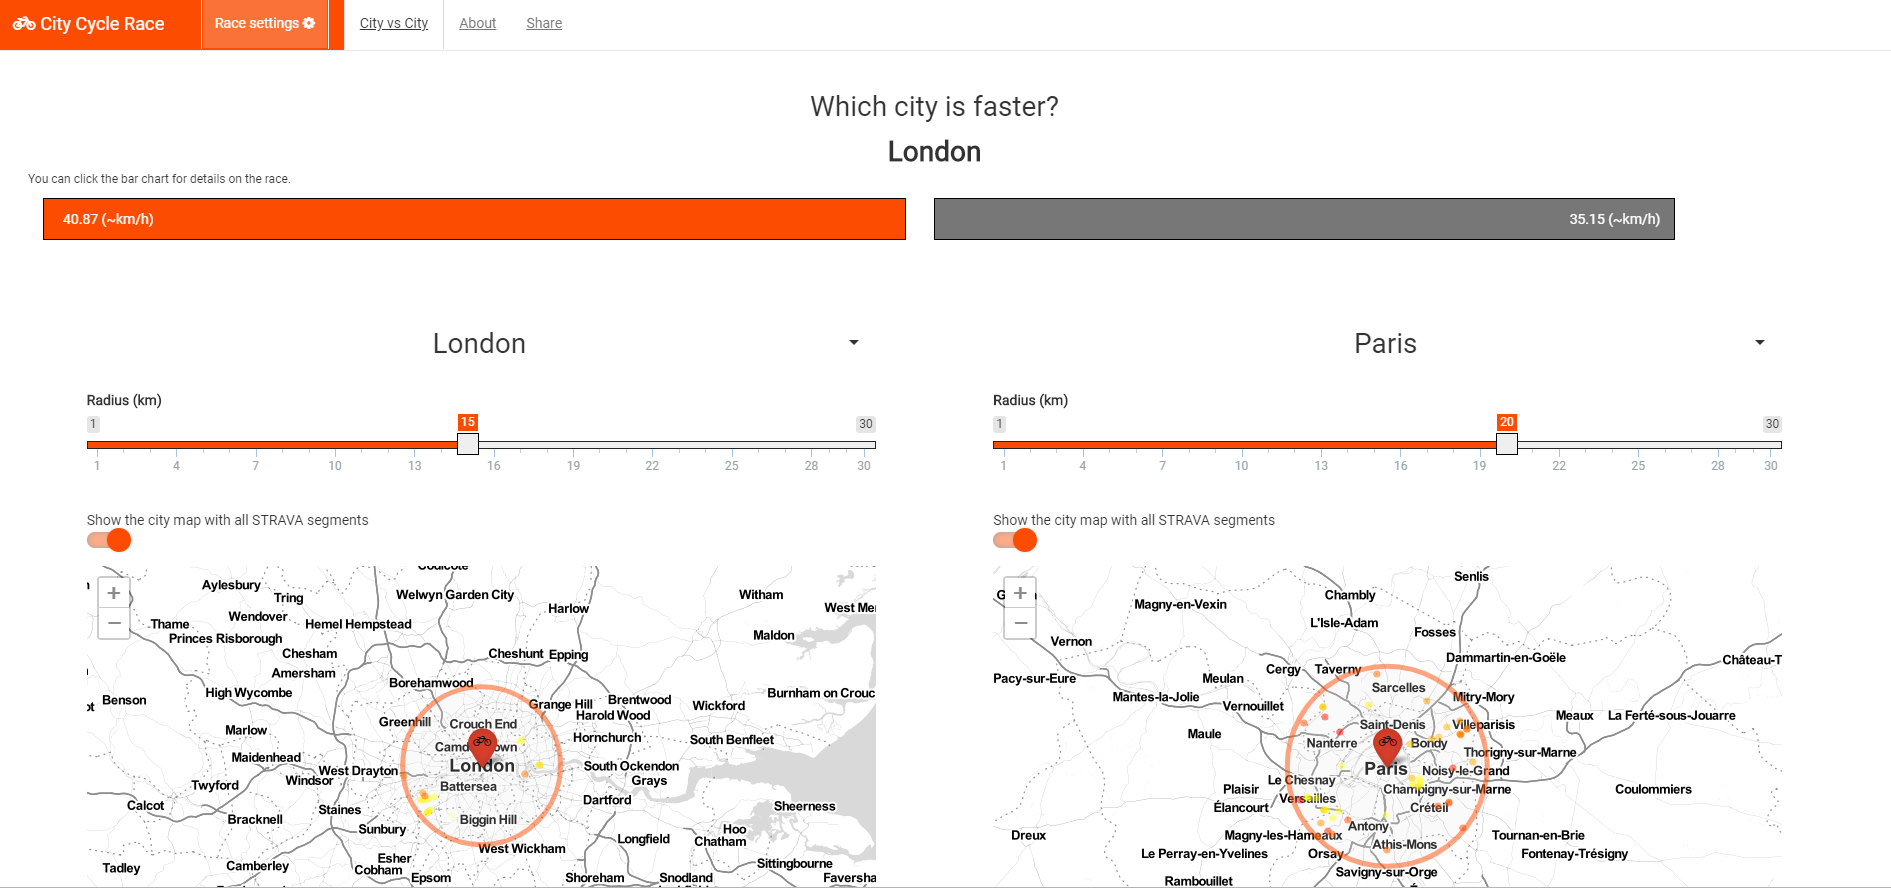 City Cycle Race
Race settings
City vs City
About
Share
Which city is faster?
London
You can click the bar chart for details on the race.
40.87 (~km/h)
35.15 (~km/h)
London
Radius (km)
1
15
30
1 4 7 10 13 16 19 22 25 28 30
Show the city map with all STRAVA segments
+
−
Aylesbury
Tring
Welwyn Garden City
Witham
West Mer
Wendover
Harlow
Thame
Hemel Hempstead
Princes Risborough
Maldon
Chesham
Cheshunt
Epping
Amersham
Borehamwood
High Wycombe
Benson
Grange Hill
Brentwood
Burnham on Crouc
Harold Wood
Wickford
Greenhill
Crouch End
Marlow
Hornchurch
South Benfleet
Maidenhead
London
West Drayton
South Ockendon
Windsor
Grays
Twyford
Battersea
Dartford
Calcot
Staines
Sheerness
Bracknell
Biggin Hill
Sunbury
Hoo
Longfield
Chatham
West Wickham
Esher
Tadley
Camberley
Cobham
Sittingbourne
Epsom
Shoreham
Snodland
Faversha
Paris
Radius (km)
1
20
30
1 4 7 10 13 16 19 22 25 28 30
Show the city map with all STRAVA segments
+
−
Senlis
Magny-en-Vexin
Chambly
L'Isle-Adam
Vernon
Fosses
Dammartin-en-Goële
Château-T
Cergy
Taverny
Pacy-sur-Eure
Meulan
Sarcelles
Mantes-la-Jolie
Mitry-Mory
Vernouillet
Meaux
La Ferté-sous-Jouarre
Saint-Denis
Villeparisis
Maule
Nanterre
Bondy
Thorigny-sur-Marne
Paris
Noisy-le-Grand
Le Chesnay
Plaisir
Champigny-sur-Marne
Coulommiers
Versailles
Élancourt
Créteil
Antony
Dreux
Magny-les-Hameaux
Tournan-en-Brie
Athis-Mons
Le Perray-en-Yvelines
Orsay
Fontenay-Trésigny
Savigny-sur-Orge
Rambouillet